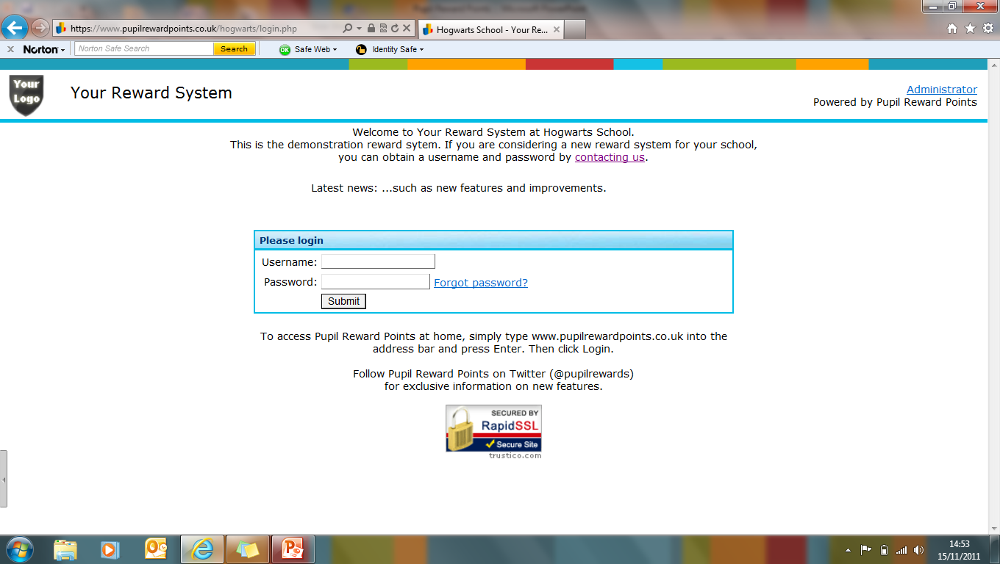 https://www.pupilrewardpoints.co.uk/hogwarts/login.php
Hogwarts School - Your Re...
Norton
Norton Safe Search
Search
OK
Safe Web
Identity Safe
Your
Logo
Your Reward System
Administrator
Powered by Pupil Reward Points
Welcome to Your Reward System at Hogwarts School.
This is the demonstration reward sytem. If you are considering a new reward system for your school,
you can obtain a username and password by contacting us.
Latest news: ...such as new features and improvements.
Please login
Username:
Password:
Forgot password?
Submit
To access Pupil Reward Points at home, simply type www.pupilrewardpoints.co.uk into the
address bar and press Enter. Then click Login.
Follow Pupil Reward Points on Twitter (@pupilrewards)
for exclusive information on new features.
SECURED BY
RapidSSL
Secure Site
trustico.com
14:53
15/11/2011